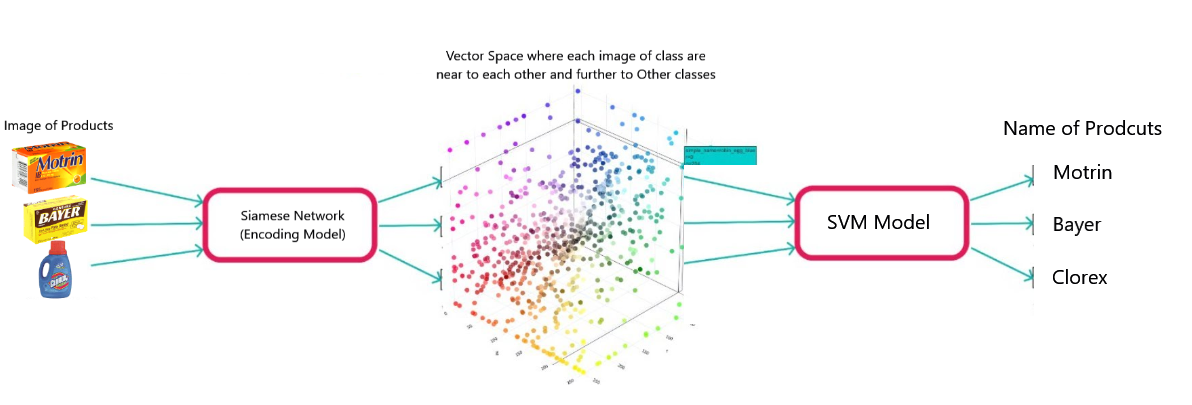 Vector Space where each image of class are
near to each other and further to Other classes
Image of Products
Motrin
BAYER
Siamese Network
(Encoding Model)
SVM Model
Name of Prodcuts
Motrin
Bayer
Clorex